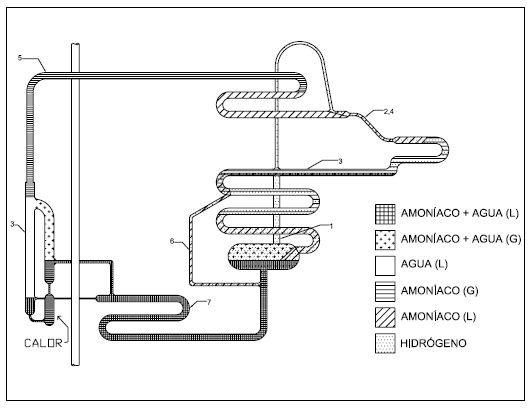 5
2,4
3
3
1
6
7
CALOR
AMONÍACO + AGUA (L)
AMONÍACO + AGUA (G)
AGUA (L)
AMONÍACO (G)
AMONÍACO (L)
HIDRÓGENO